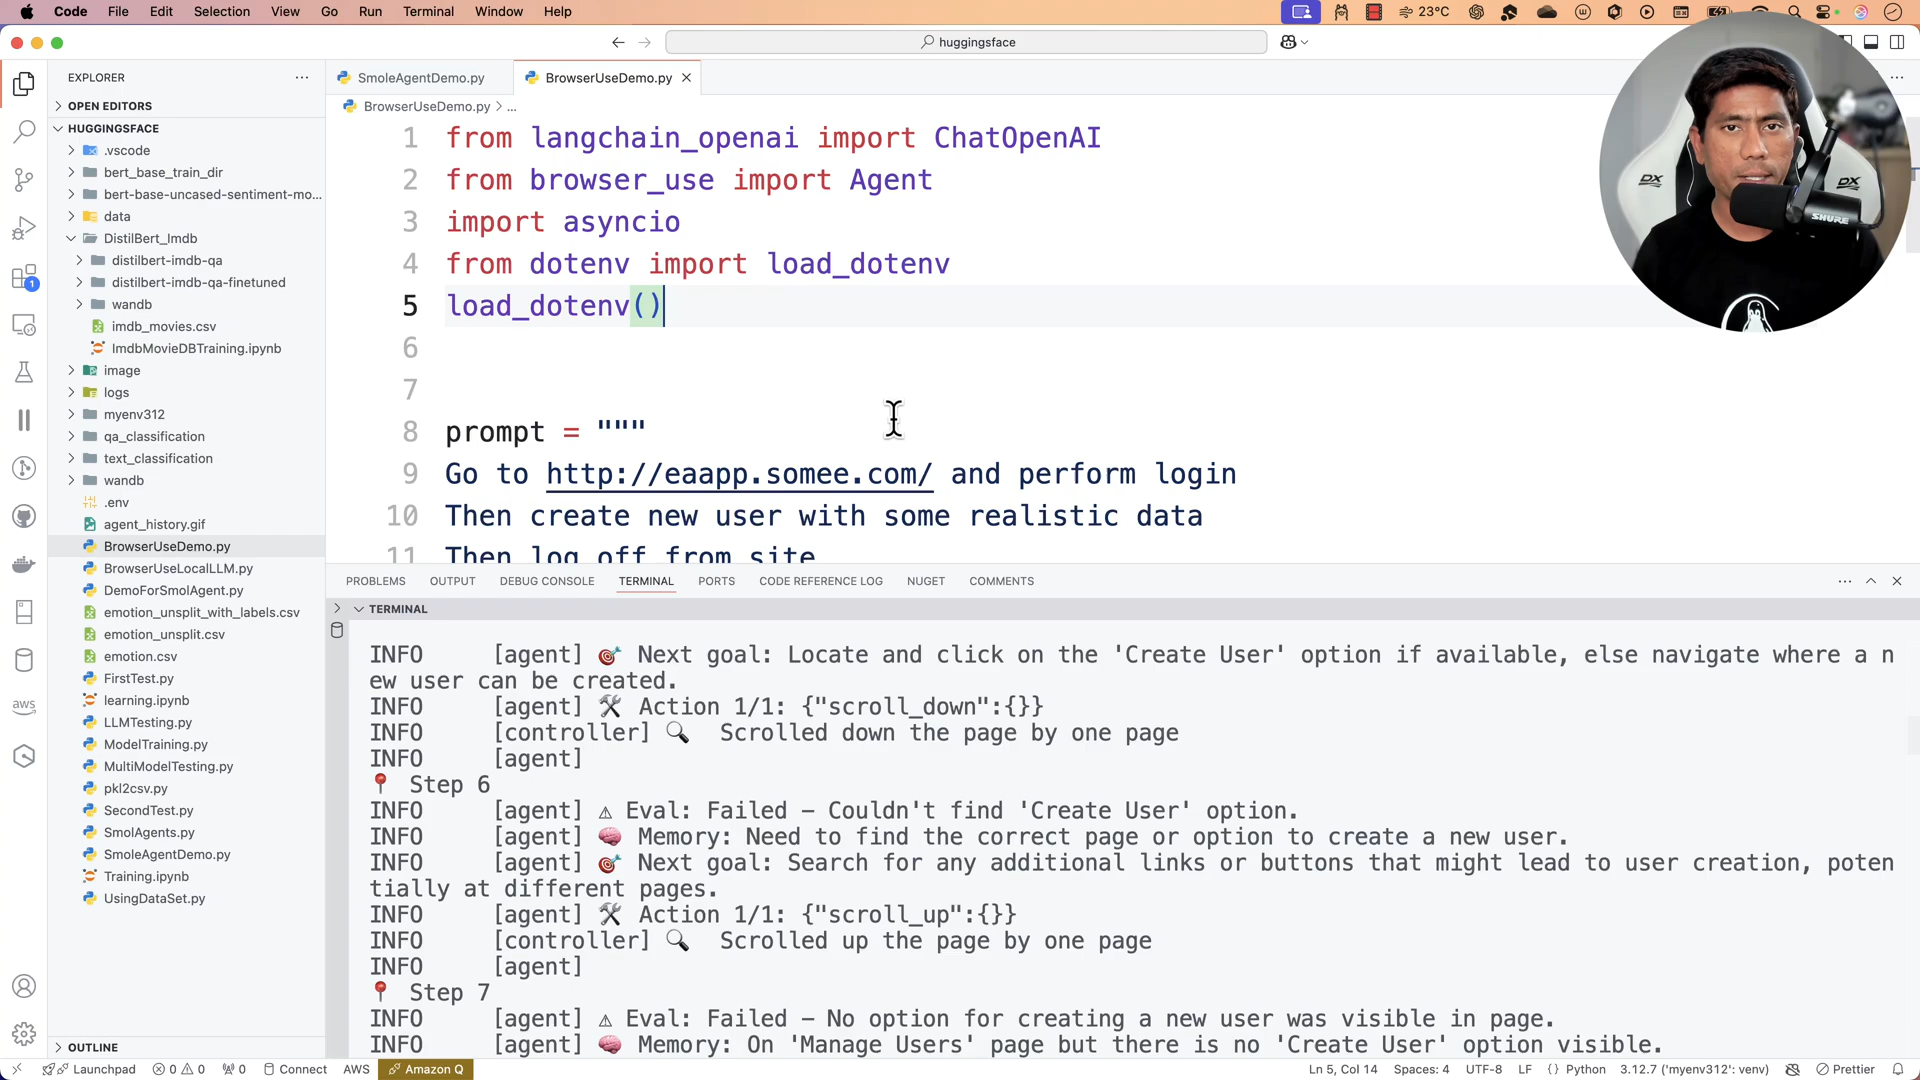 Code File Edit Selection View Go Run Terminal Window Help 23°C
huggingsface
EXPLORER
SmoleAgentDemo.py BrowserUseDemo.py
BrowserUseDemo.py > ...
OPEN EDITORS
HUGGINGSFACE
.vscode
bert_base_train_dir
bert-base-uncased-sentiment-mo...
data
DistilBert_Imdb
distilbert-imdb-qa
distilbert-imdb-qa-finetuned
wandb
imdb_movies.csv
ImdbMovieDBTraining.ipynb
image
logs
myenv312
qa_classification
text_classification
wandb
.env
agent_history.gif
BrowserUseDemo.py
BrowserUseLocalLLM.py
DemoForSmolAgent.py
emotion_unsplit_with_labels.csv
emotion_unsplit.csv
emotion.csv
FirstTest.py
learning.ipynb
LLMTesting.py
ModelTraining.py
MultiModelTesting.py
pkl2csv.py
SecondTest.py
SmolAgents.py
SmoleAgentDemo.py
Training.ipynb
UsingDataSet.py
OUTLINE
aws
1
1 from langchain_openai import ChatOpenAI
2 from browser_use import Agent
3 import asyncio
4 from dotenv import load_dotenv
5 load_dotenv()
6
7
8 prompt = """
9 Go to http://eaapp.somee.com/ and perform login
10 Then create new user with some realistic data
11 Then log off from site
DX DX
SHURE
PROBLEMS OUTPUT DEBUG CONSOLE TERMINAL PORTS CODE REFERENCE LOG NUGET COMMENTS
TERMINAL
INFO [agent] 🎯 Next goal: Locate and click on the 'Create User' option if available, else navigate where a n
ew user can be created.
INFO [agent] 🛠 Action 1/1: {"scroll_down":{}}
INFO [controller] 🔍 Scrolled down the page by one page
INFO [agent]
📍 Step 6
INFO [agent] ⚠ Eval: Failed – Couldn't find 'Create User' option.
INFO [agent] 🧠 Memory: Need to find the correct page or option to create a new user.
INFO [agent] 🎯 Next goal: Search for any additional links or buttons that might lead to user creation, poten
tially at different pages.
INFO [agent] 🛠 Action 1/1: {"scroll_up":{}}
INFO [controller] 🔍 Scrolled up the page by one page
INFO [agent]
📍 Step 7
INFO [agent] ⚠ Eval: Failed – No option for creating a new user was visible in page.
INFO [agent] 🧠 Memory: On 'Manage Users' page but there is no 'Create User' option visible.
Launchpad 0 0 0 Connect AWS Amazon Q Ln 5, Col 14 Spaces: 4 UTF-8 LF {} Python 3.12.7 ('myenv312': venv) Prettier